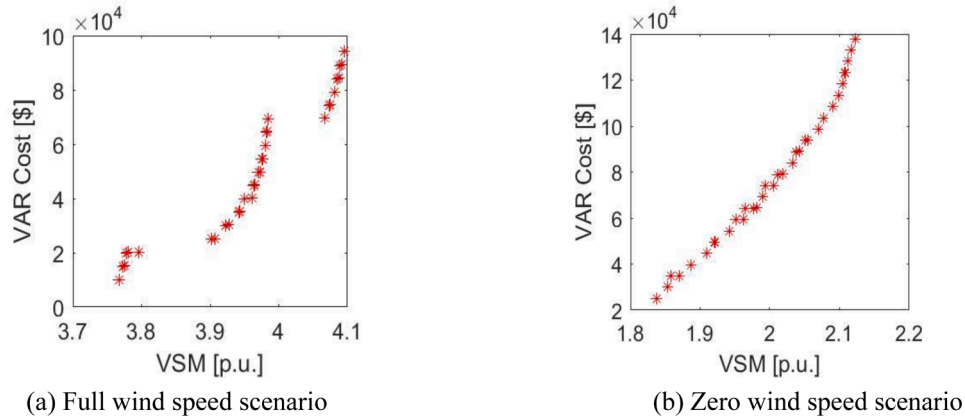 ×10⁴
10
8
6
4
2
0
VAR Cost [$]
3.7 3.8 3.9 4 4.1
VSM [p.u.]
(a) Full wind speed scenario
×10⁴
14
12
10
8
6
4
2
VAR Cost [$]
1.8 1.9 2 2.1 2.2
VSM [p.u.]
(b) Zero wind speed scenario